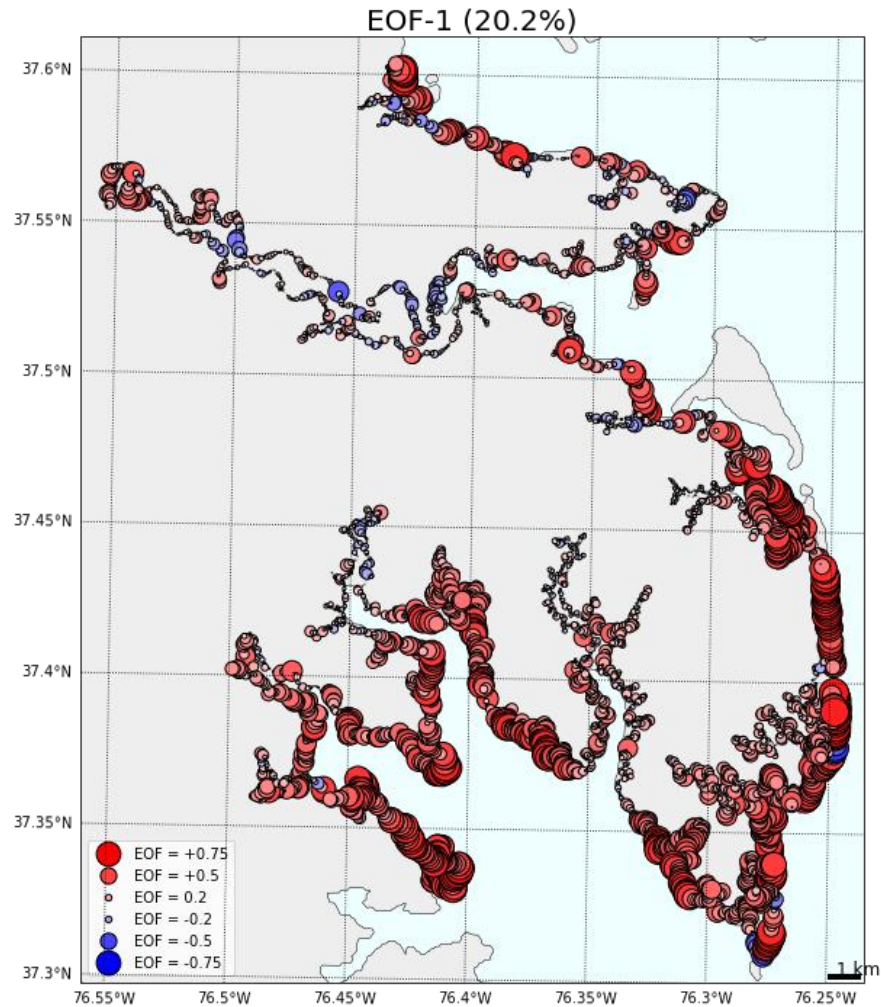 EOF-1 (20.2%)
37.6°N
37.55°N
37.5°N
37.45°N
37.4°N
37.35°N
37.3°N
EOF = +0.75
EOF = +0.5
EOF = 0.2
EOF = -0.2
EOF = -0.5
EOF = -0.75
1 km
76.55°W 76.5°W 76.45°W 76.4°W 76.35°W 76.3°W 76.25°W